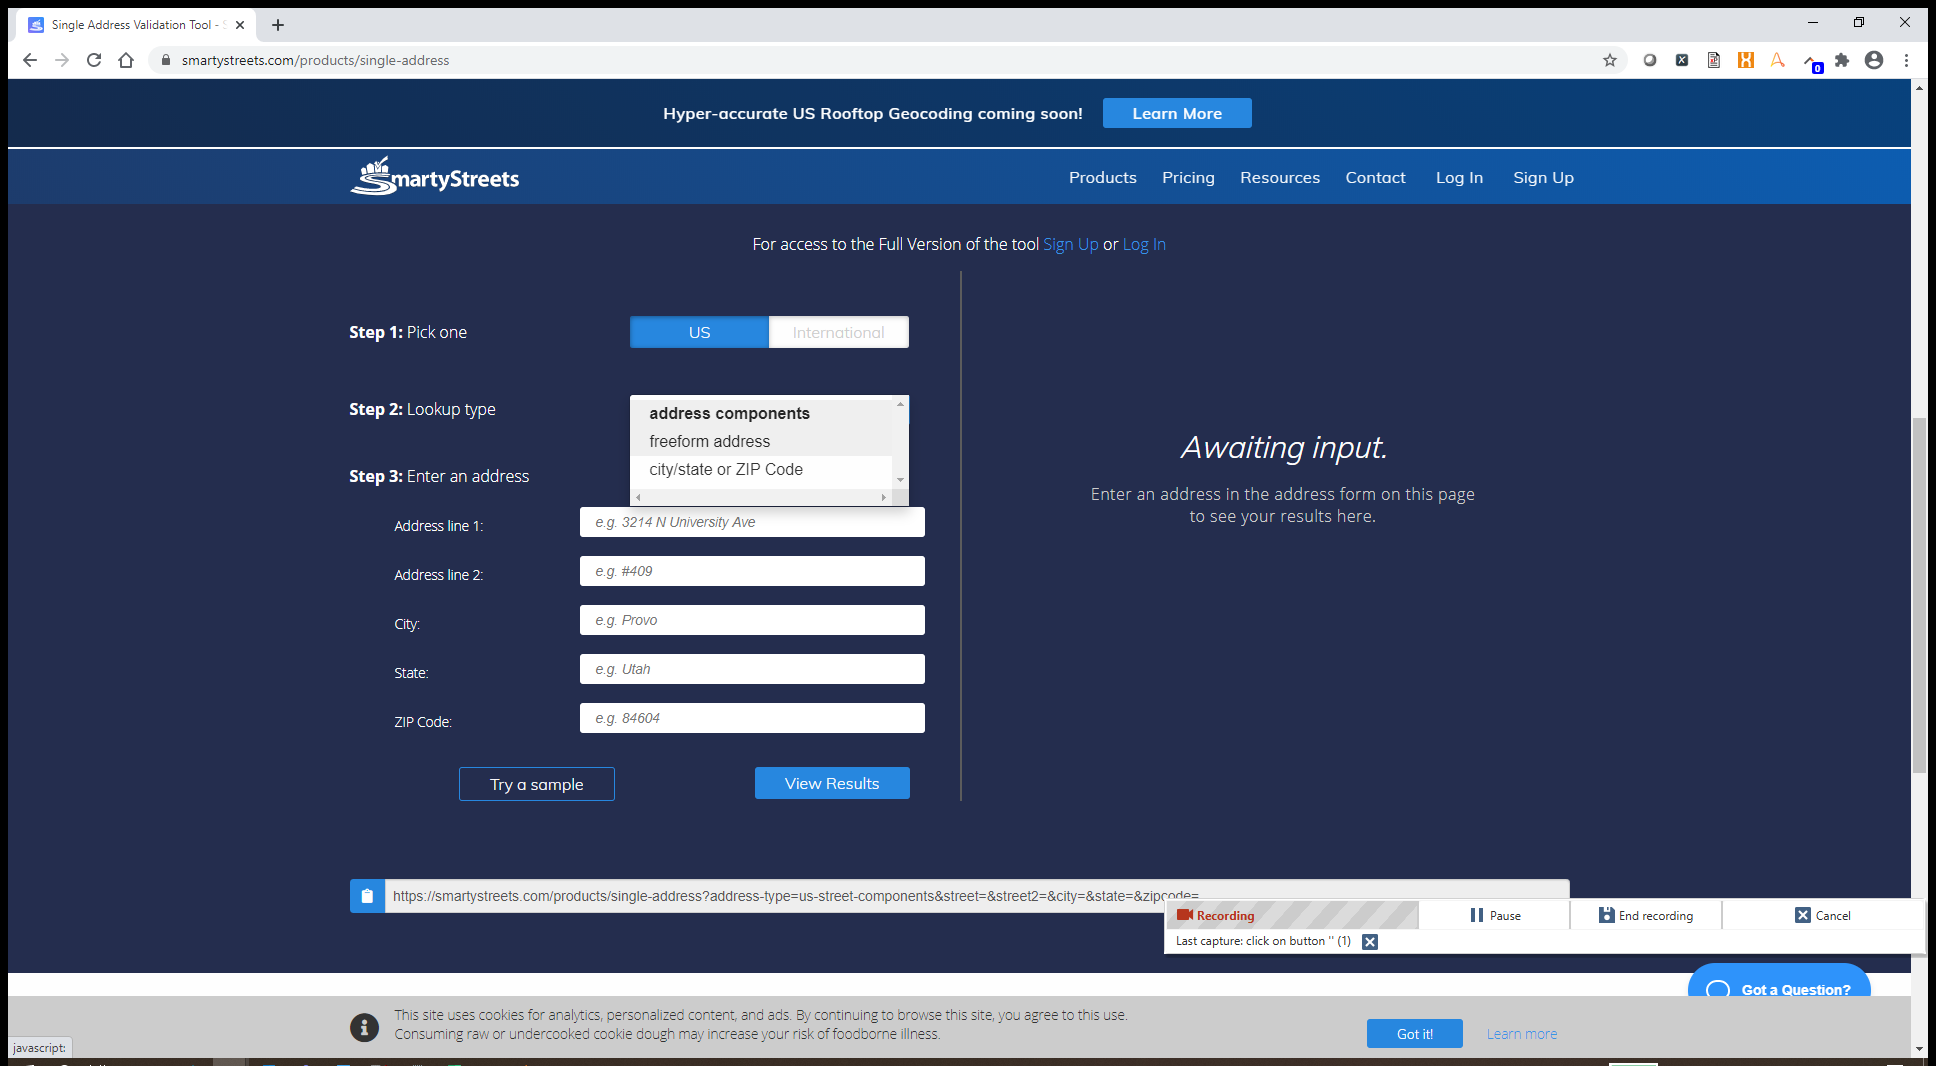 Single Address Validation Tool - S
smartystreets.com/products/single-address
0
Hyper-accurate US Rooftop Geocoding coming soon! Learn More
SmartyStreets Products Pricing Resources Contact Log In Sign Up
For access to the Full Version of the tool Sign Up or Log In
Step 1: Pick one US International
Step 2: Lookup type
address components
freeform address
city/state or ZIP Code
Step 3: Enter an address
Address line 1: e.g. 3214 N University Ave
Address line 2: e.g. #409
City: e.g. Provo
State: e.g. Utah
ZIP Code: e.g. 84604
Try a sample View Results
Awaiting input.
Enter an address in the address form on this page
to see your results here.
https://smartystreets.com/products/single-address?address-type=us-street-components&street=&street2=&city=&state=&zipcode=
Recording Pause End recording Cancel
Last capture: click on button '' (1)
Got a Question?
This site uses cookies for analytics, personalized content, and ads. By continuing to browse this site, you agree to this use.
Consuming raw or undercooked cookie dough may increase your risk of foodborne illness.
Got it! Learn more
javascript: